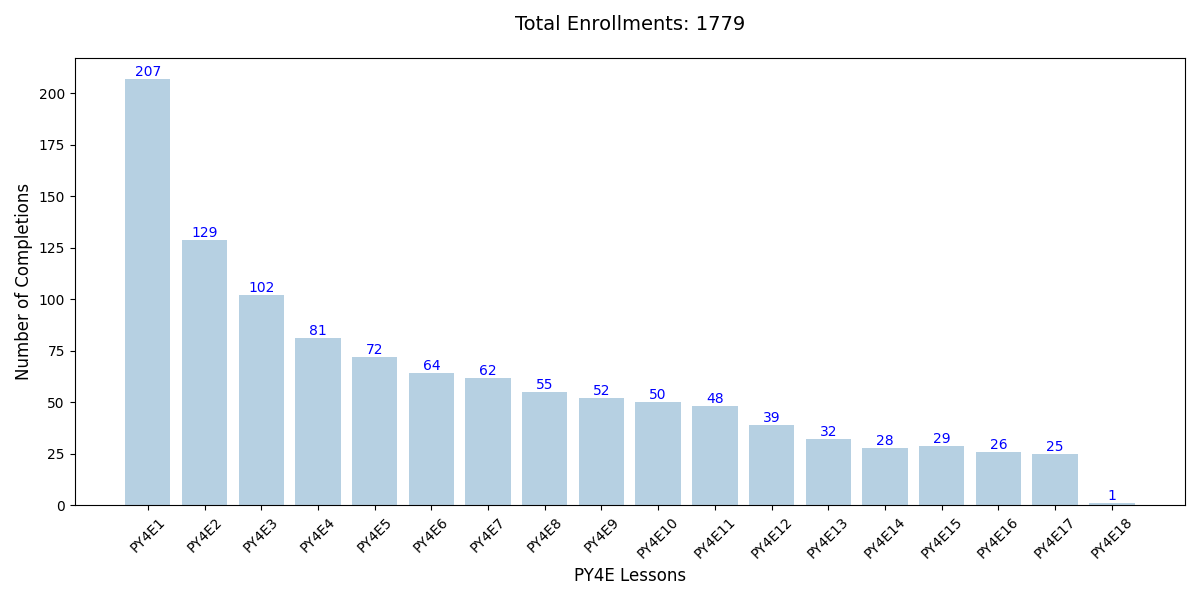 Total Enrollments: 1779
Number of Completions
200
175
150
125
100
75
50
25
0
207
129
102
81
72
64
62
55
52
50
48
39
32
28
29
26
25
1
PY4E1
PY4E2
PY4E3
PY4E4
PY4E5
PY4E6
PY4E7
PY4E8
PY4E9
PY4E10
PY4E11
PY4E12
PY4E13
PY4E14
PY4E15
PY4E16
PY4E17
PY4E18
PY4E Lessons